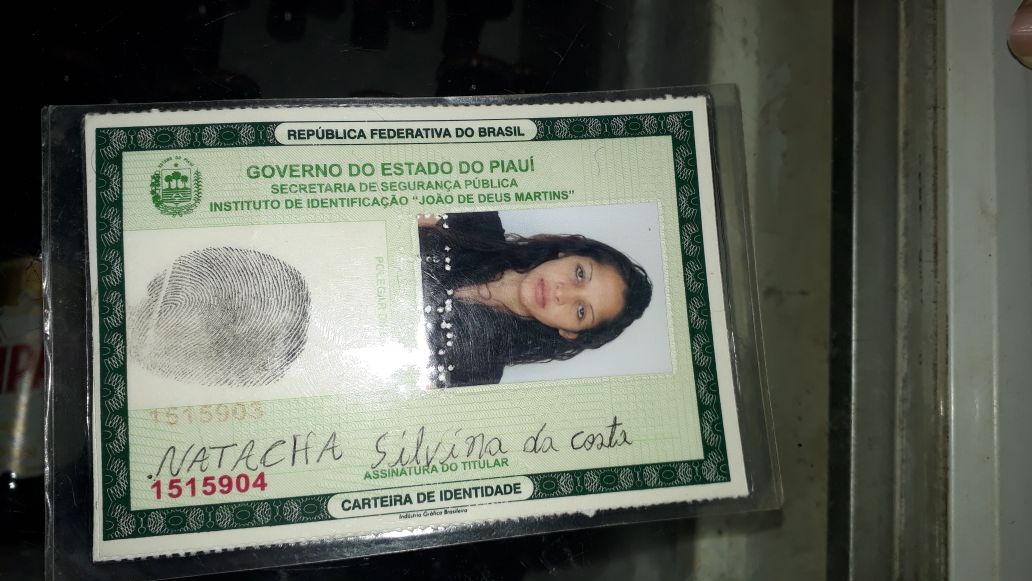 REPÚBLICA FEDERATIVA DO BRASIL
GOVERNO DO ESTADO DO PIAUÍ
SECRETARIA DE SEGURANÇA PÚBLICA
INSTITUTO DE IDENTIFICAÇÃO "JOÃO DE DEUS MARTINS"
1515903
NATACHA Silvina da costa
ASSINATURA DO TITULAR
1515904
CARTEIRA DE IDENTIDADE
Indústria Gráfica Brasileira